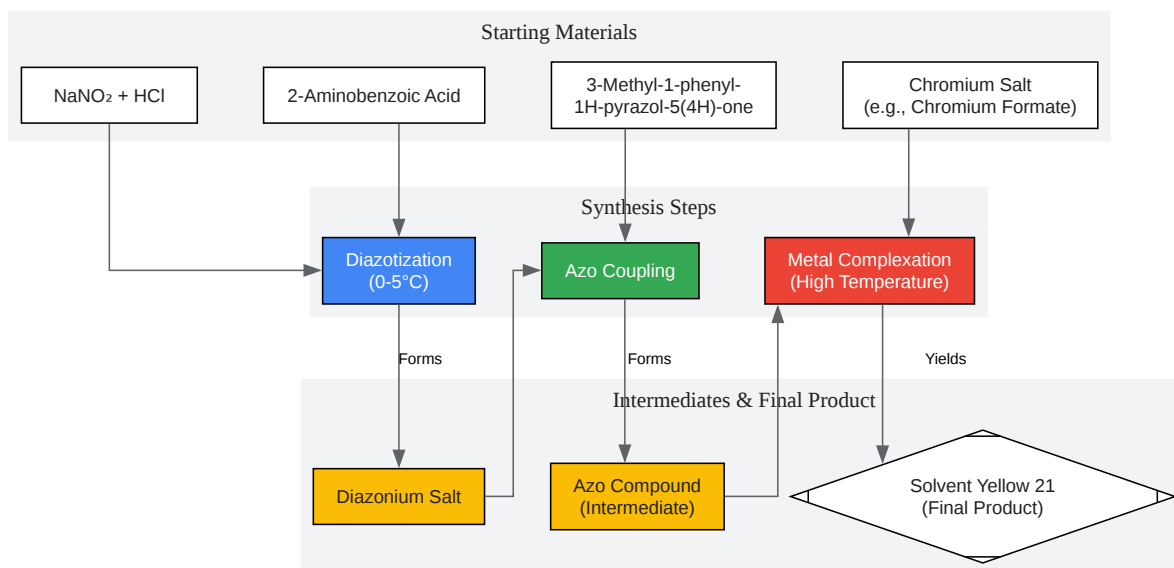 Starting Materials
NaNO₂ + HCl
2-Aminobenzoic Acid
3-Methyl-1-phenyl-
1H-pyrazol-5(4H)-one
Chromium Salt
(e.g., Chromium Formate)
Synthesis Steps
Diazotization
(0-5°C)
Azo Coupling
Metal Complexation
(High Temperature)
Forms
Forms
Yields
Intermediates & Final Product
Diazonium Salt
Azo Compound
(Intermediate)
Solvent Yellow 21
(Final Product)